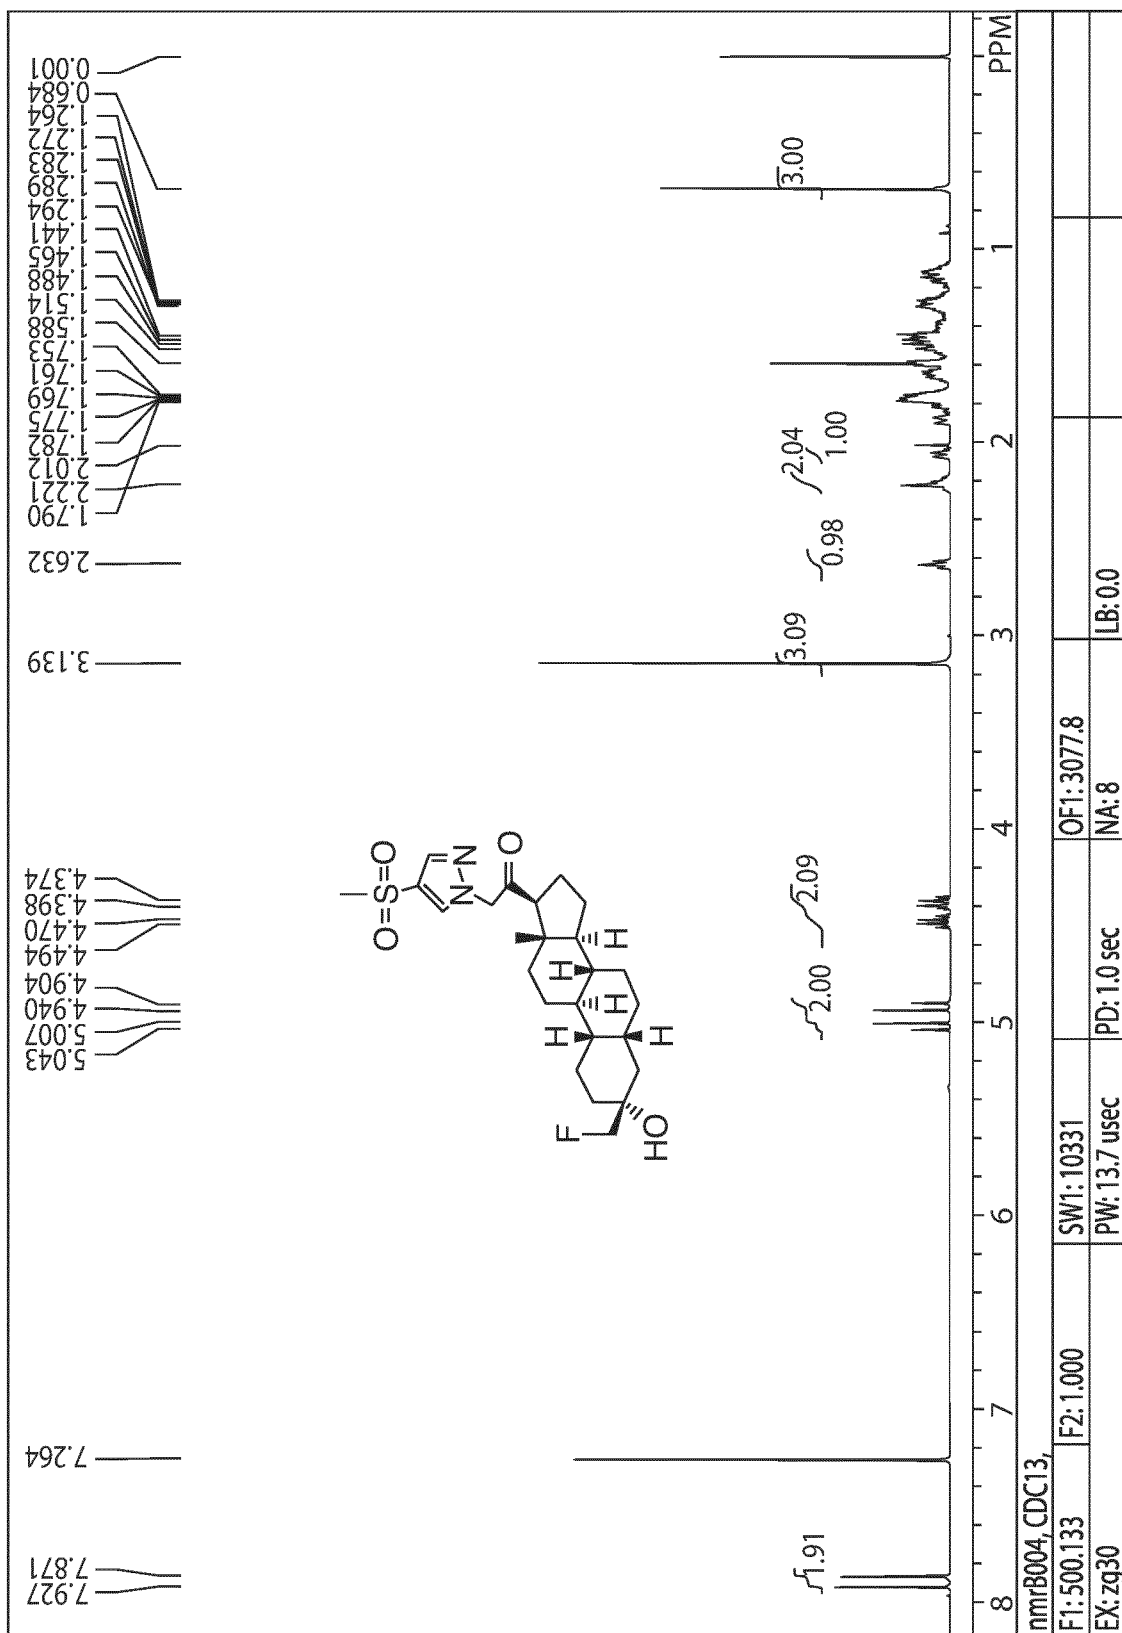 7.927
7.871
7.264
5.043
5.007
4.940
4.904
4.494
4.470
4.398
4.374
3.139
2.632
1.790
2.221
2.012
1.782
1.775
1.769
1.761
1.753
1.588
1.514
1.488
1.465
1.441
1.294
1.289
1.283
1.272
1.264
0.684
0.001
O=S=O
N
N
O
H
H
H
H
H
F
HO
1.91
2.00
2.09
3.09
0.98
2.04
1.00
3.00
8 7 6 5 4 3 2 1 PPM
nmrB004, CDC13,
F1: 500.133 F2: 1.000 SW1: 10331 OF1: 3077.8
EX: zq30 PW: 13.7 usec PD: 1.0 sec NA: 8 LB: 0.0